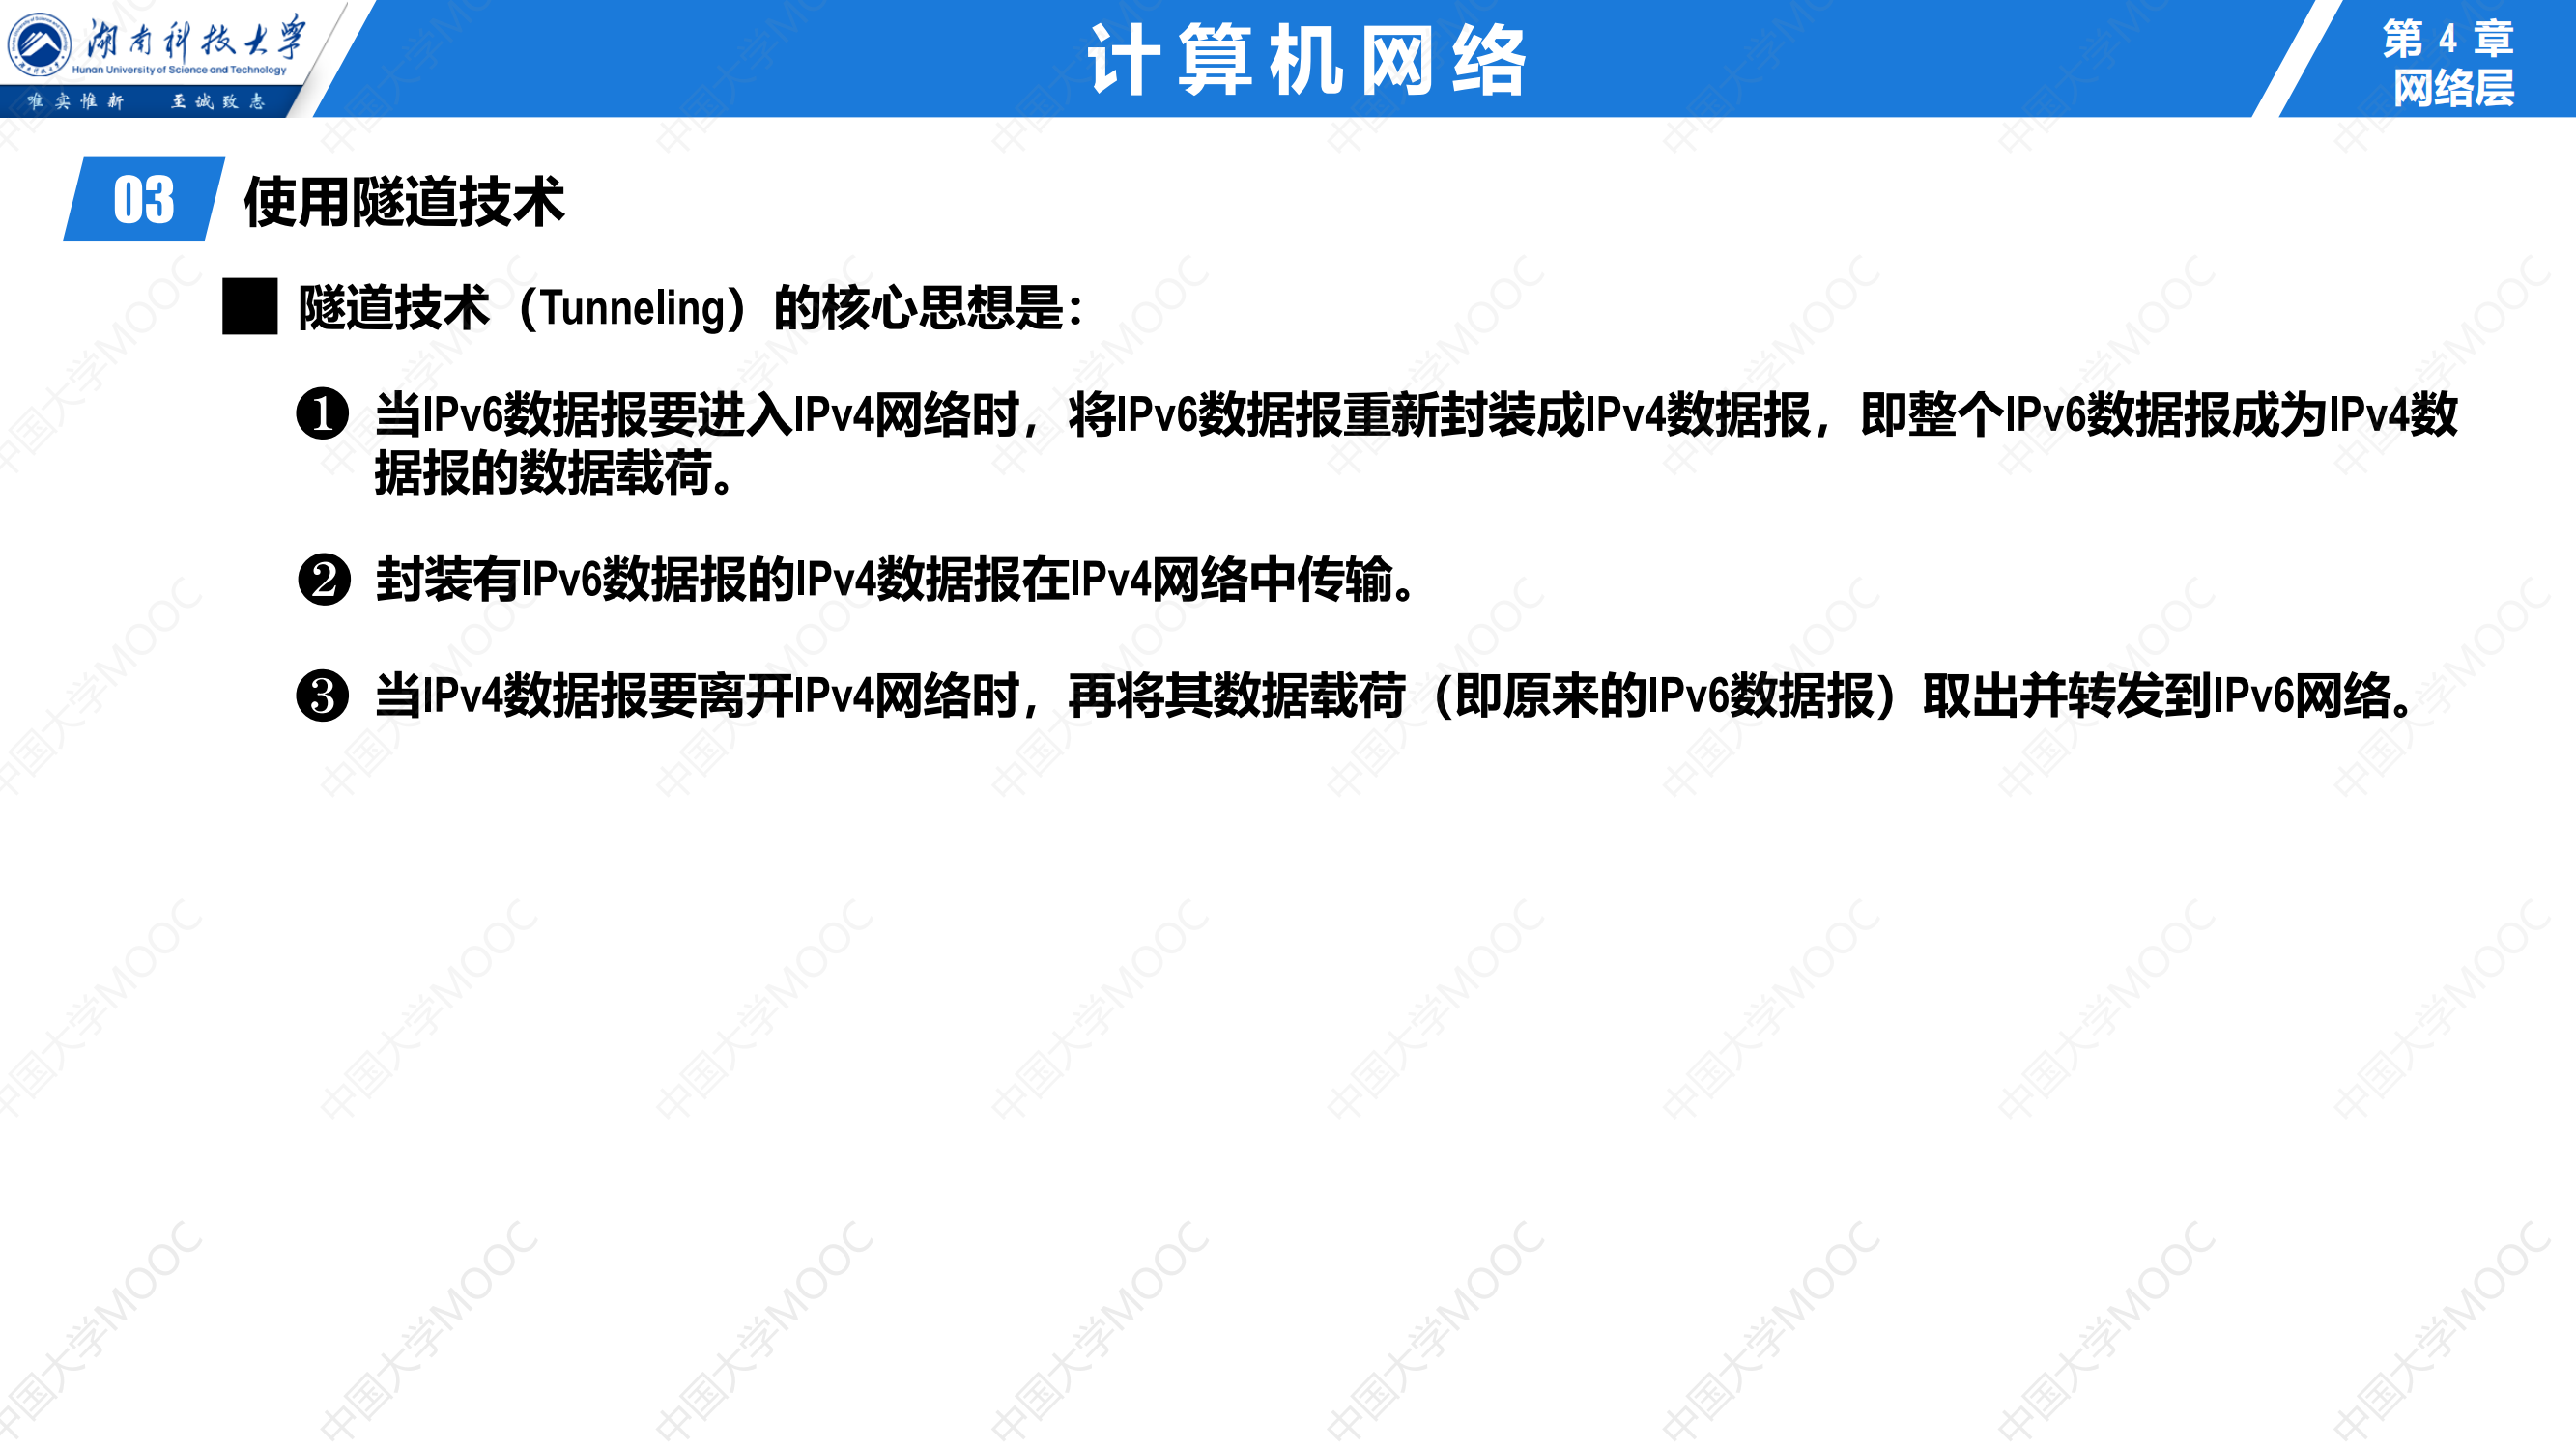 湖南科技大学
Hunan University of Science and Technology
唯实惟新 至诚致志
计算机网络
第 4 章
网络层
03 使用隧道技术
隧道技术（Tunneling）的核心思想是：
❶ 当IPv6数据报要进入IPv4网络时，将IPv6数据报重新封装成IPv4数据报，即整个IPv6数据报成为IPv4数
据报的数据载荷。
❷ 封装有IPv6数据报的IPv4数据报在IPv4网络中传输。
❸ 当IPv4数据报要离开IPv4网络时，再将其数据载荷（即原来的IPv6数据报）取出并转发到IPv6网络。
中国大学MOOC